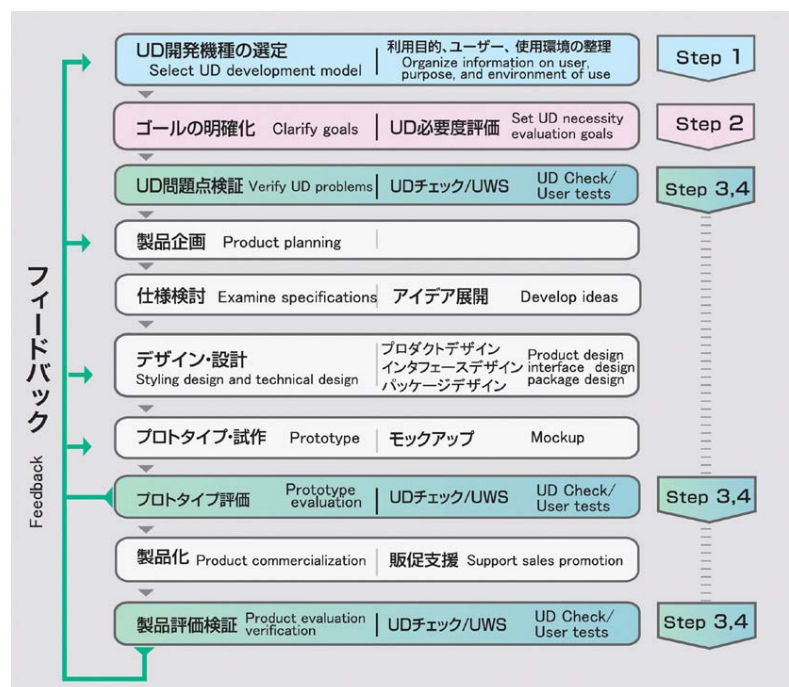 UD開発機種の選定
Select UD development model
利用目的、ユーザー、使用環境の整理
Organize information on user,
purpose, and environment of use
Step 1
ゴールの明確化 Clarify goals
UD必要度評価
Set UD necessity
evaluation goals
Step 2
UD問題点検証 Verify UD problems
UDチェック/UWS
UD Check/
User tests
Step 3,4
製品企画 Product planning
仕様検討 Examine specifications
アイデア展開 Develop ideas
デザイン・設計
Styling design and technical design
プロダクトデザイン
インタフェースデザイン
パッケージデザイン
Product design
interface design
package design
プロトタイプ・試作 Prototype
モックアップ Mockup
プロトタイプ評価
Prototype
evaluation
UDチェック/UWS
UD Check/
User tests
Step 3,4
製品化 Product commercialization
販促支援 Support sales promotion
製品評価検証
Product evaluation
verification
UDチェック/UWS
UD Check/
User tests
Step 3,4
フィードバック
Feedback